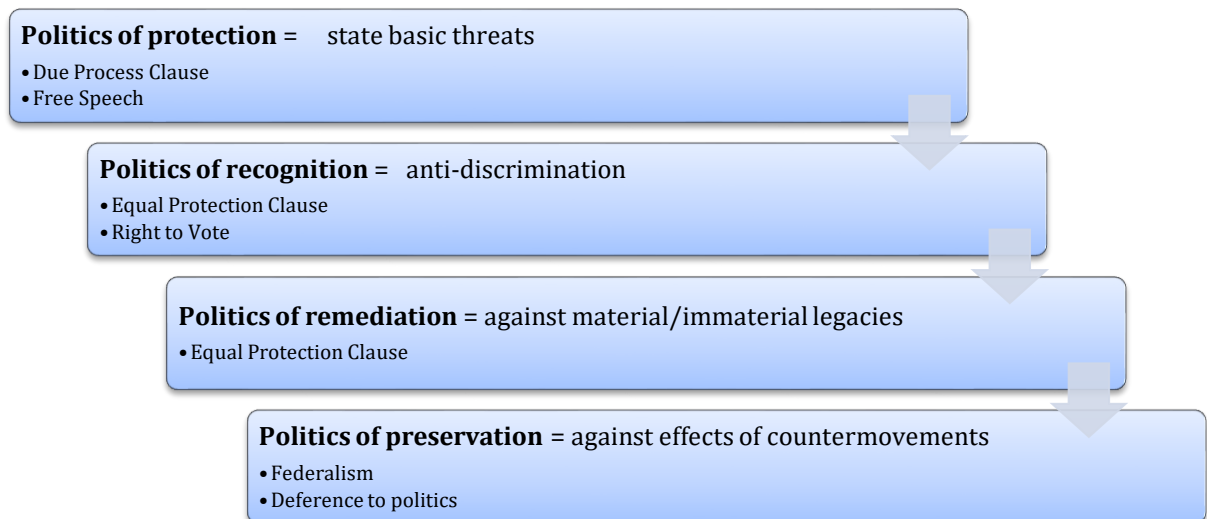 Politics of protection = state basic threats
• Due Process Clause
• Free Speech
Politics of recognition = anti-discrimination
• Equal Protection Clause
• Right to Vote
Politics of remediation = against material/immaterial legacies
• Equal Protection Clause
Politics of preservation = against effects of countermovements
• Federalism
• Deference to politics